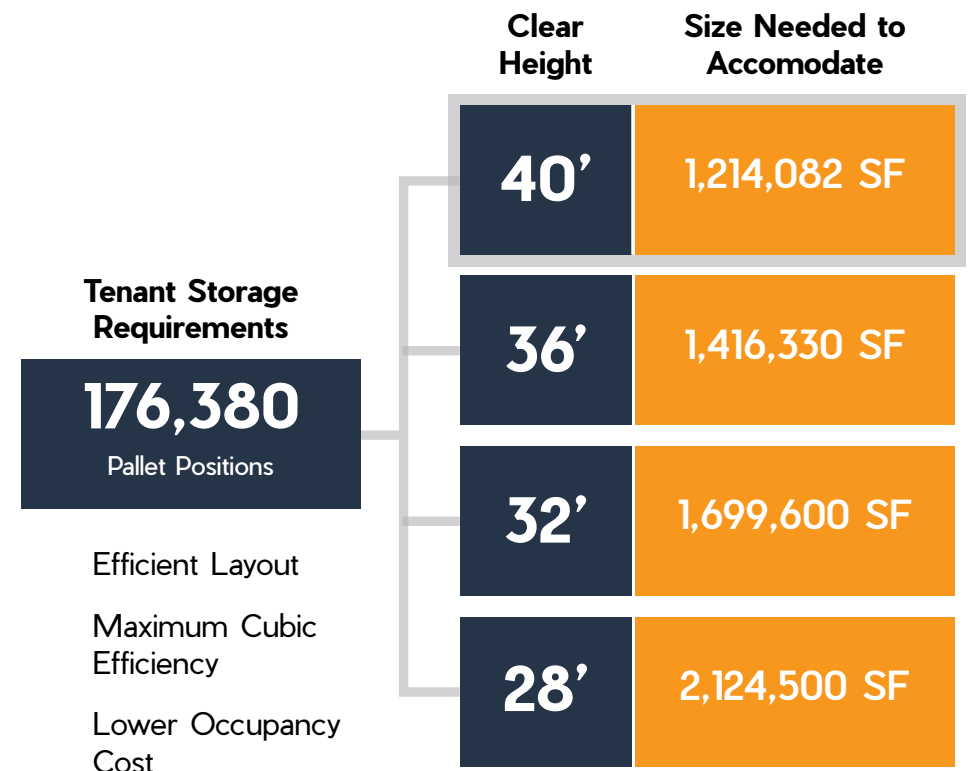 Clear
Height
Size Needed to
Accomodate
40’
1,214,082 SF
36’
1,416,330 SF
32’
1,699,600 SF
28’
2,124,500 SF
Tenant Storage
Requirements
176,380
Pallet Positions
Efficient Layout
Maximum Cubic
Efficiency
Lower Occupancy
Cost